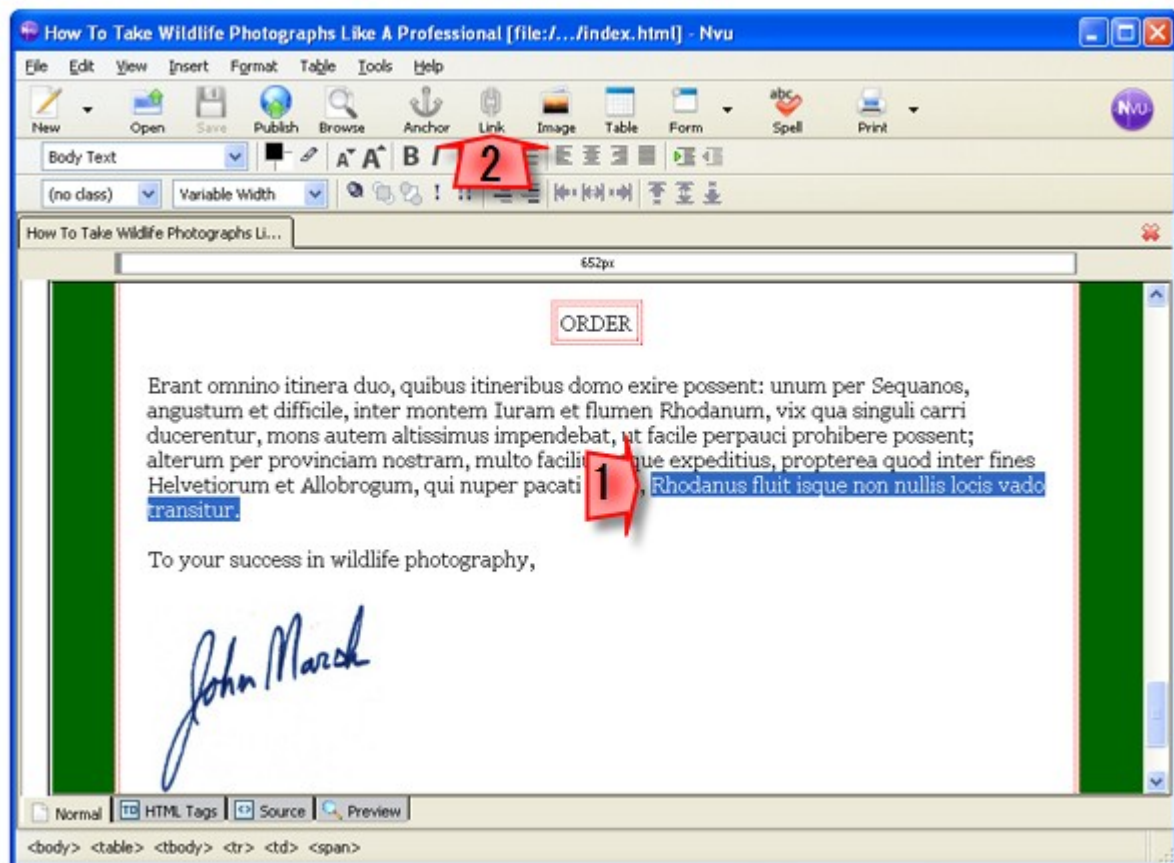 How To Take Wildlife Photographs Like A Professional [file:/.../index.html] - Nvu
File Edit View Insert Format Table Tools Help
New Open Save Publish Browse Anchor Link Image Table Form Spell Print
Body Text
2
(no class) Variable Width
How To Take Wildlife Photographs Li...
652px
ORDER
Erant omnino itinera duo, quibus itineribus domo exire possent: unum per Sequanos,
angustum et difficile, inter montem Iuram et flumen Rhodanum, vix qua singuli carri
ducerentur, mons autem altissimus impendebat, ut facile perpauci prohibere possent;
alterum per provinciam nostram, multo expeditius, propterea quod inter fines
Helvetiorum et Allobrogum, qui nuper pacati 1 , Rhodanus fluit isque non nullis locis vado
transitur.
To your success in wildlife photography,
John March
Normal HTML Tags Source Preview
<body> <table> <tbody> <tr> <td> <span>